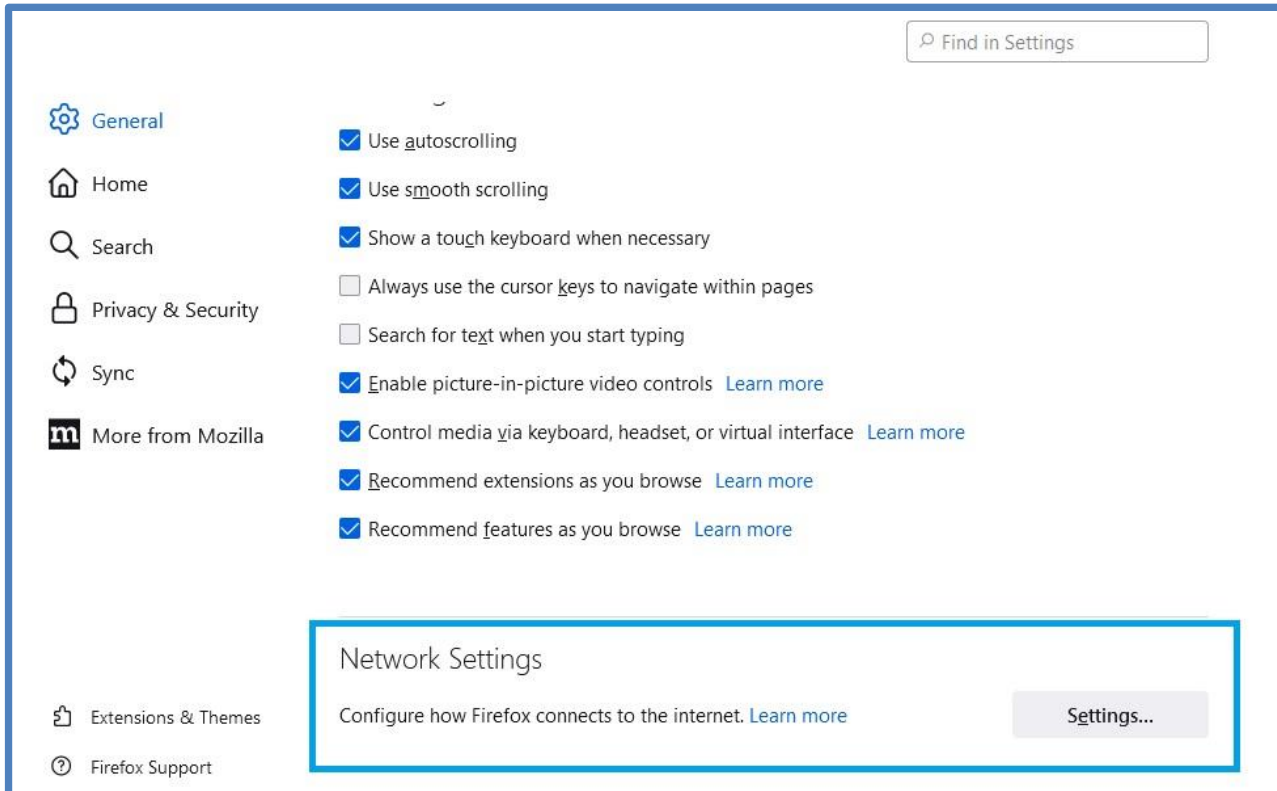 Find in Settings
General
Home
Search
Privacy & Security
Sync
More from Mozilla
Extensions & Themes
Firefox Support
Use autoscrolling
Use smooth scrolling
Show a touch keyboard when necessary
Always use the cursor keys to navigate within pages
Search for text when you start typing
Enable picture-in-picture video controls Learn more
Control media via keyboard, headset, or virtual interface Learn more
Recommend extensions as you browse Learn more
Recommend features as you browse Learn more
Network Settings
Configure how Firefox connects to the internet. Learn more
Settings...